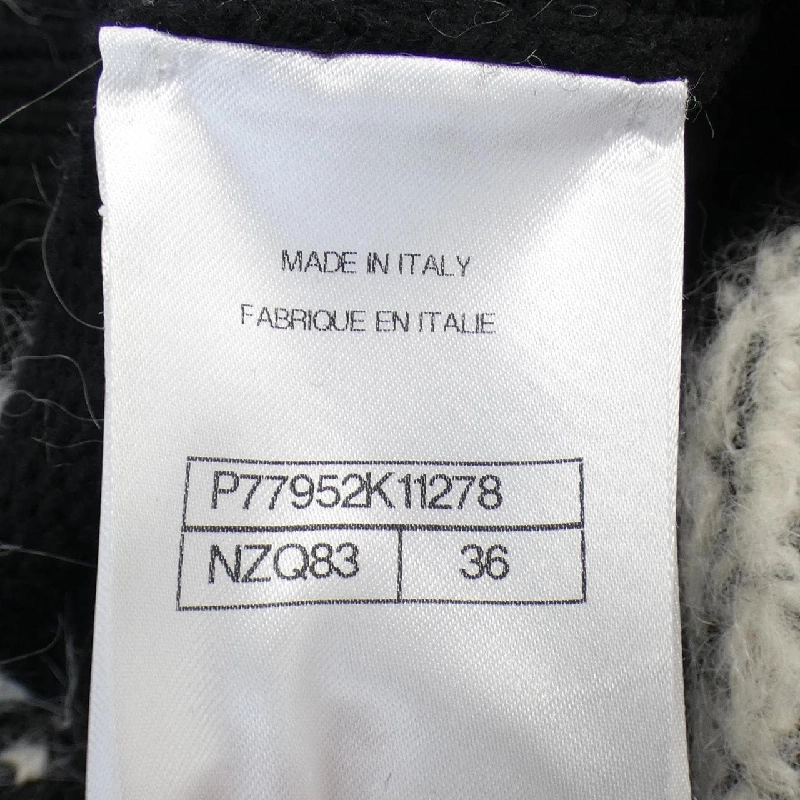 MADE IN ITALY
FABRIQUE EN ITALIE
P77952K11278
NZQ83 36